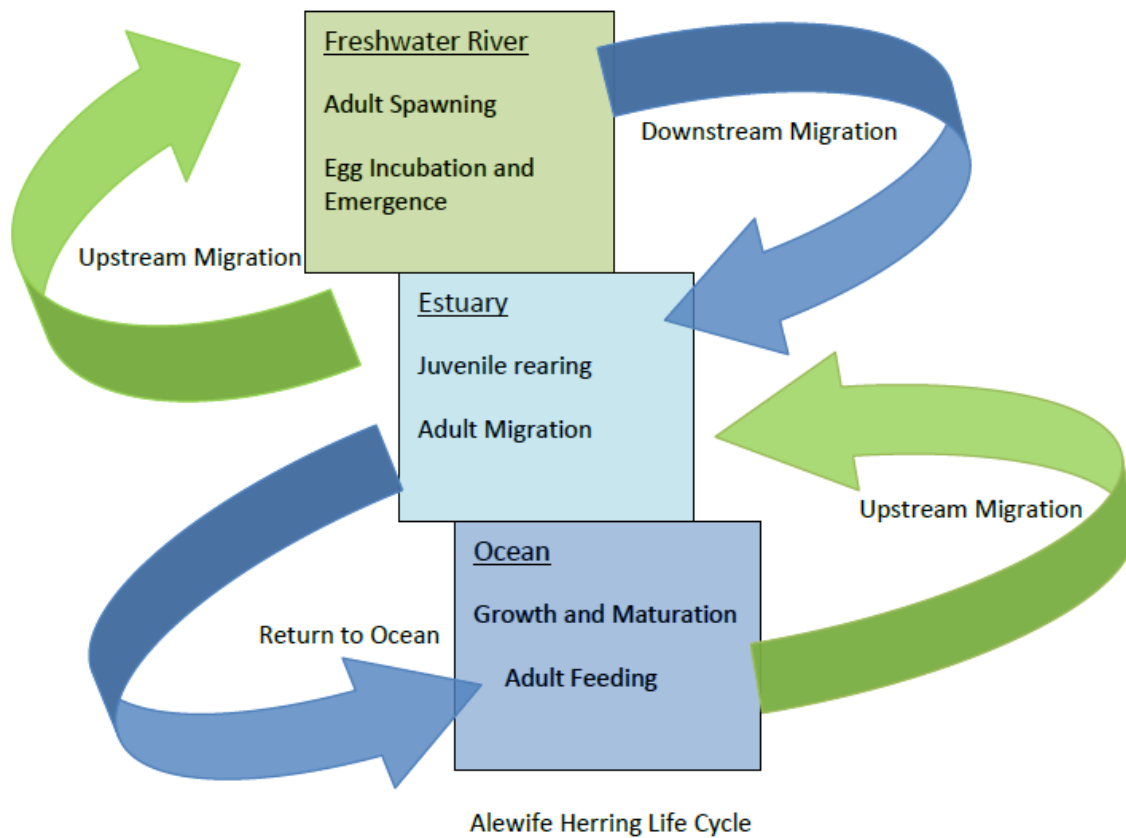 Freshwater River
Adult Spawning
Egg Incubation and
Emergence
Downstream Migration
Upstream Migration
Estuary
Juvenile rearing
Adult Migration
Upstream Migration
Ocean
Growth and Maturation
Adult Feeding
Return to Ocean
Alewife Herring Life Cycle